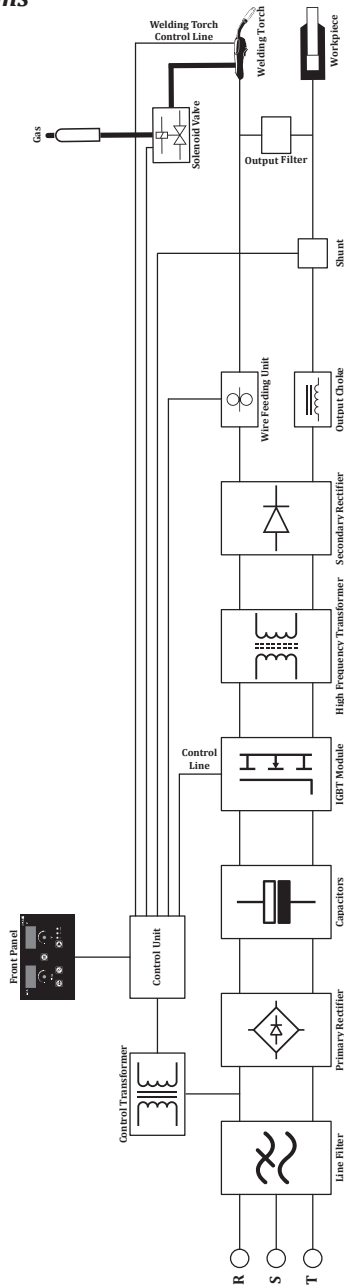 ns
Front Panel
Control Transformer
Control Unit
Control
Line
Gas
Solenoid Valve
Welding Torch
Control Line
Welding Torch
Workpiece
R
S
T
Line Filter
Primary Rectifier
Capacitors
IGBT Module
High Frequency Transformer
Secondary Rectifier
Wire Feeding Unit
Output Choke
Shunt
Output Filter